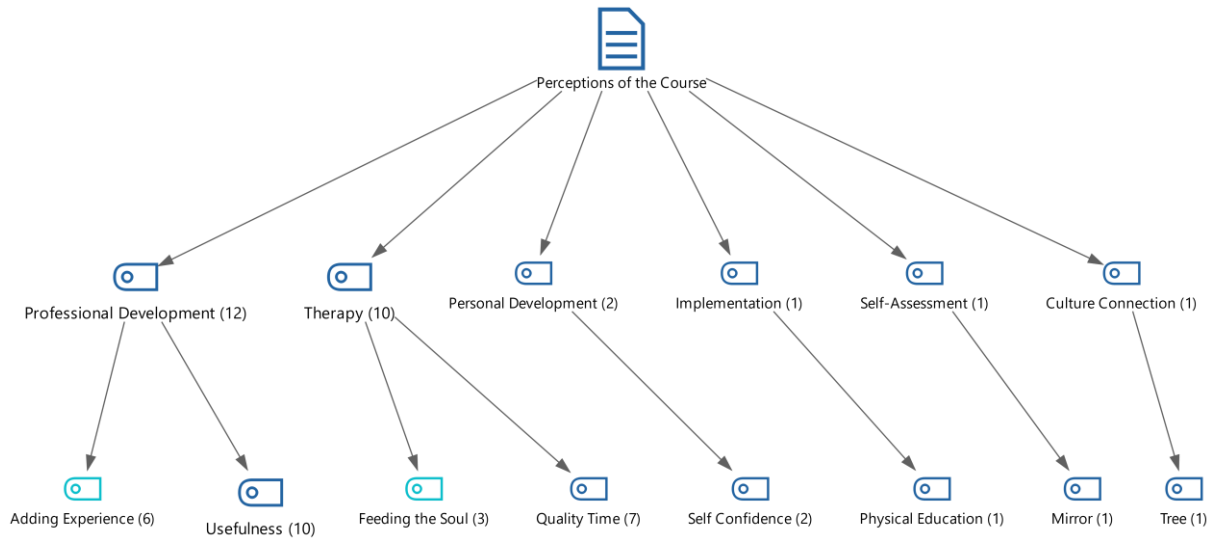 Perceptions of the Course
Professional Development (12)
Therapy (10)
Personal Development (2)
Implementation (1)
Self-Assessment (1)
Culture Connection (1)
Adding Experience (6)
Usefulness (10)
Feeding the Soul (3)
Quality Time (7)
Self Confidence (2)
Physical Education (1)
Mirror (1)
Tree (1)